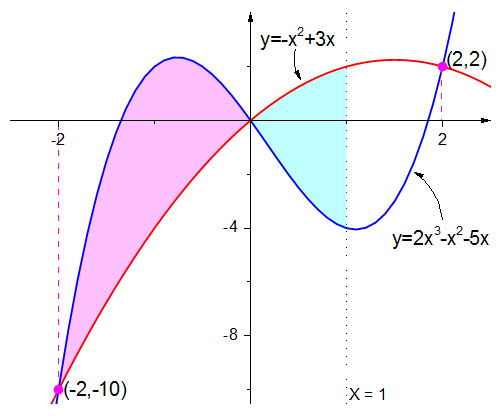 y=-x²+3x
(2,2)
-2
2
-4
y=2x³-x²-5x
-8
(-2,-10)
X = 1